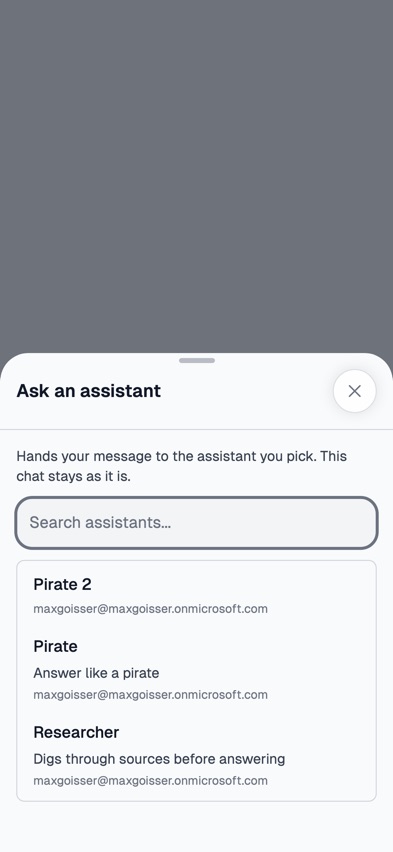 Ask an assistant
Hands your message to the assistant you pick. This
chat stays as it is.
Search assistants...
Pirate 2
maxgoisser@maxgoisser.onmicrosoft.com
Pirate
Answer like a pirate
maxgoisser@maxgoisser.onmicrosoft.com
Researcher
Digs through sources before answering
maxgoisser@maxgoisser.onmicrosoft.com